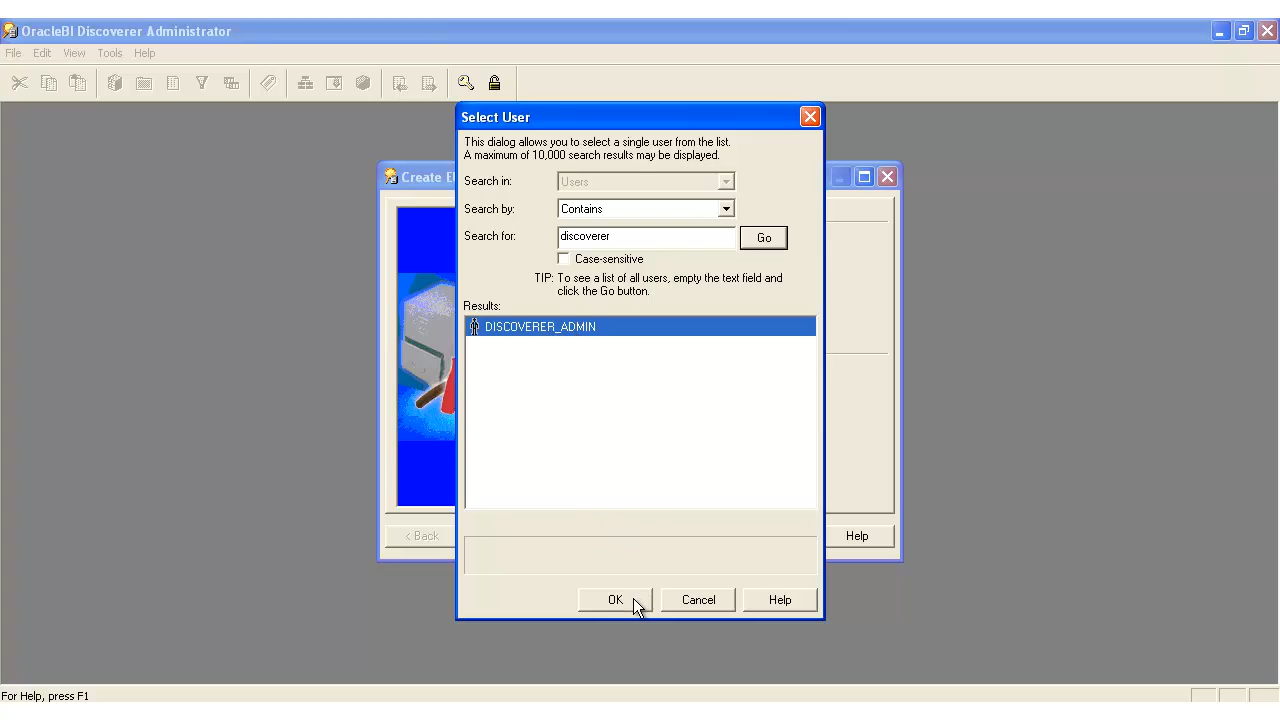 OracleBI Discoverer Administrator
File Edit View Tools Help
Select User
This dialog allows you to select a single user from the list.
A maximum of 10,000 search results may be displayed.
Create E
Search in: Users
Search by: Contains
Search for: discoverer Go
Case-sensitive
TIP: To see a list of all users, empty the text field and
click the Go button.
Results:
DISCOVERER_ADMIN
< Back
Help
OK Cancel Help
For Help, press F1